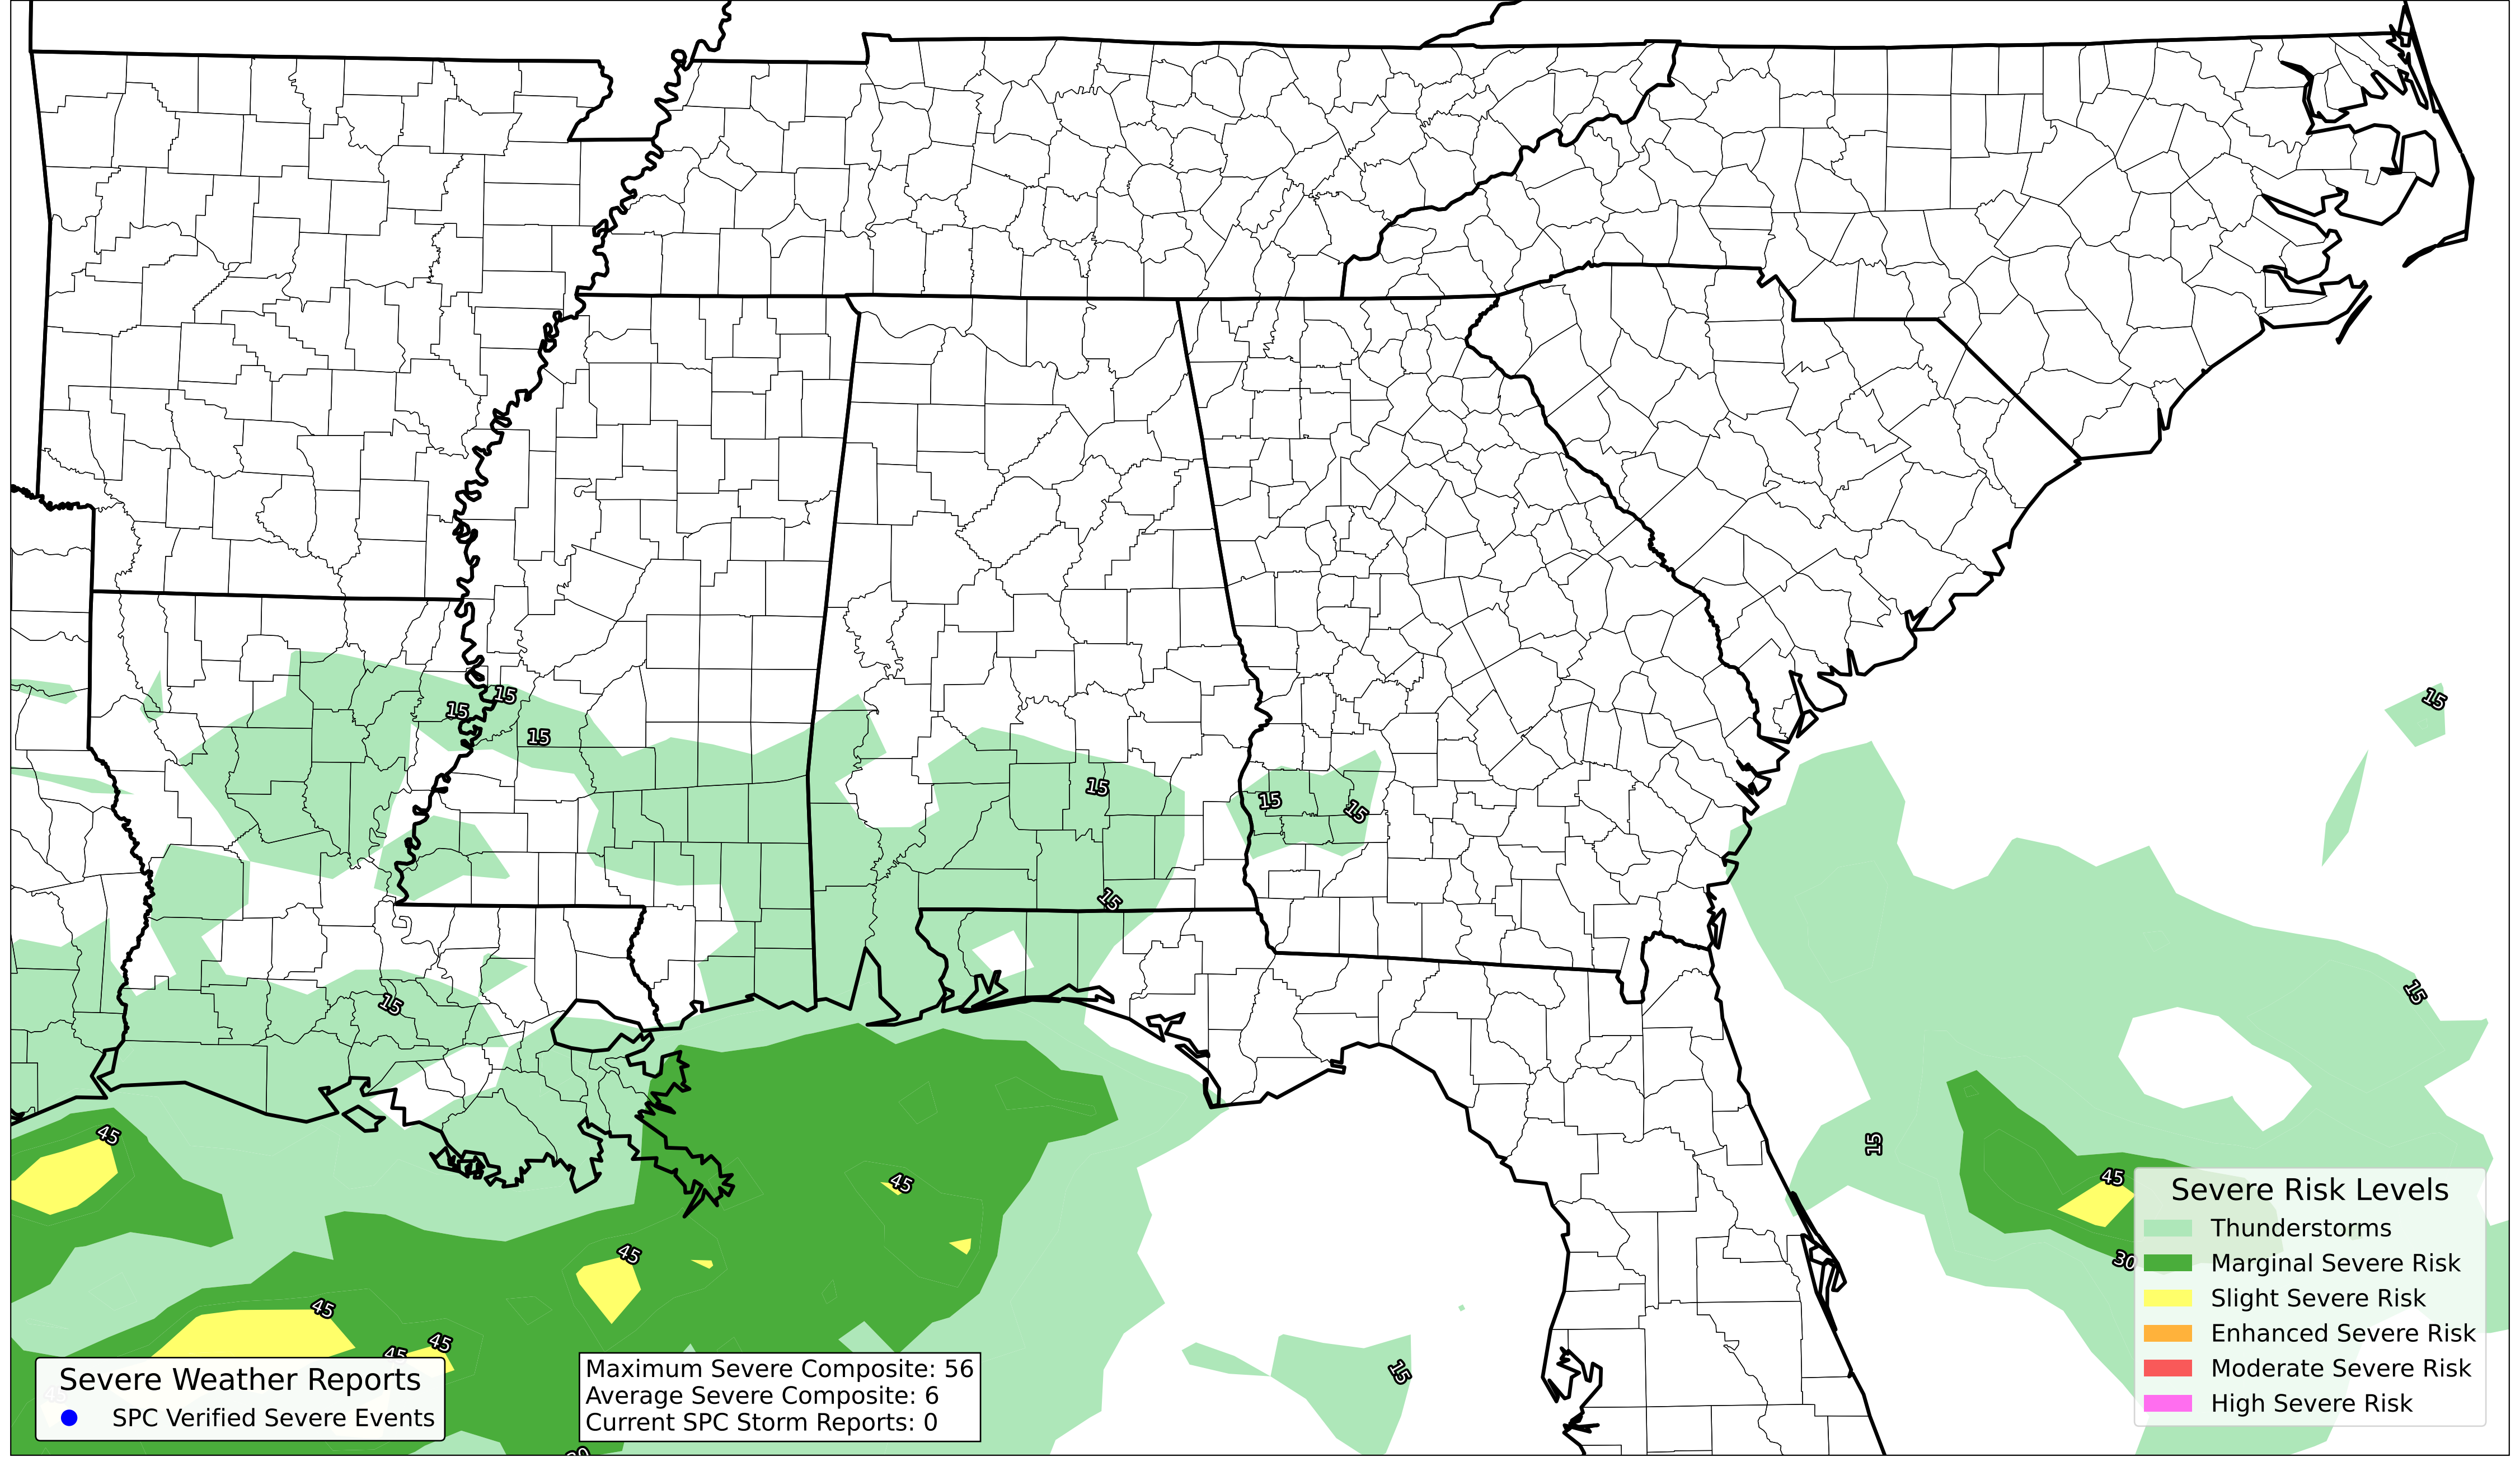 15
15
15
15
15
15
15
15
15
15
15
45
45
15
45
45
45
45
30
15
Severe Risk Levels
Thunderstorms
Marginal Severe Risk
Slight Severe Risk
Enhanced Severe Risk
Moderate Severe Risk
High Severe Risk
Severe Weather Reports
SPC Verified Severe Events
Maximum Severe Composite: 56
Average Severe Composite: 6
Current SPC Storm Reports: 0